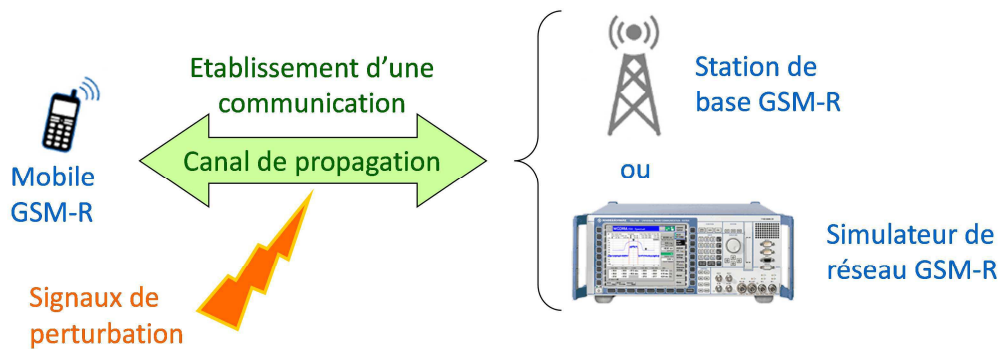 Etablissement d'une
communication
Canal de propagation
Mobile
GSM-R
Signaux de
perturbation
Station de
base GSM-R
ou
Simulateur de
réseau GSM-R